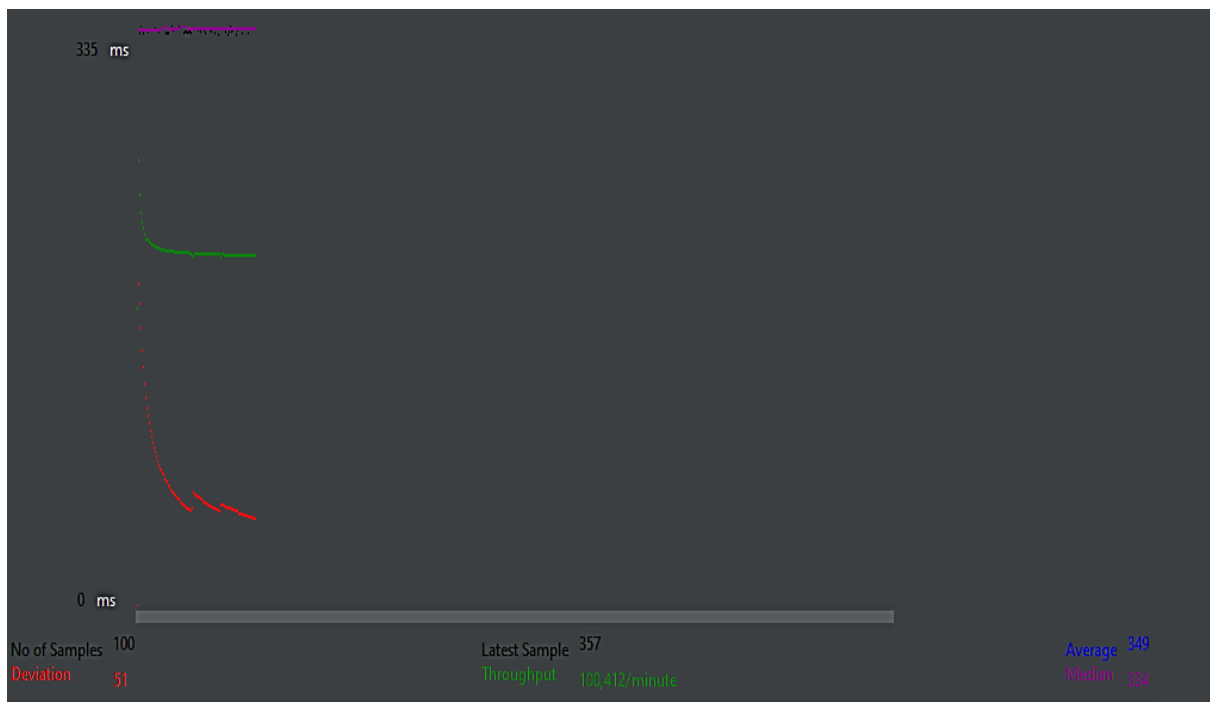 335 ms
0 ms
No of Samples 100
Latest Sample 357
Average 349
Deviation 51
Throughput 100,412/minute
Median 334